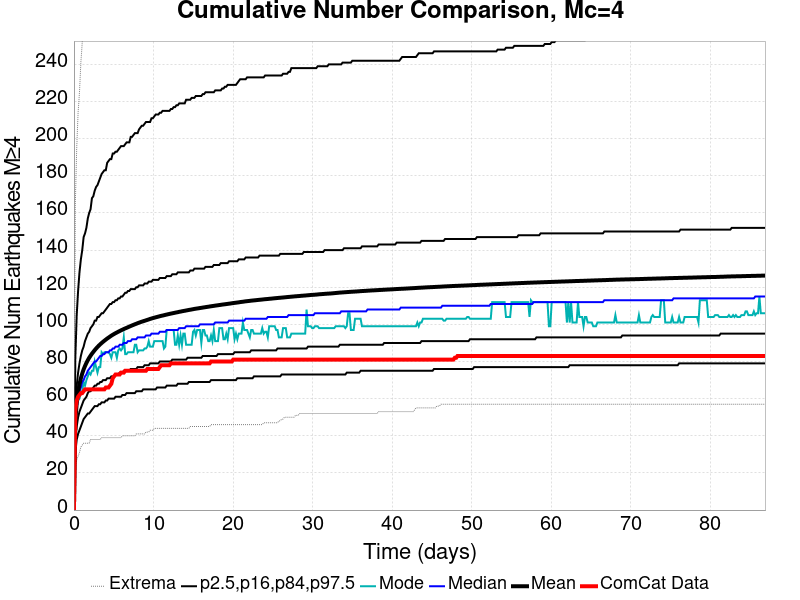 Cumulative Number Comparison, Mc=4
Cumulative Num Earthquakes M≥4
240
220
200
180
160
140
120
100
80
60
40
20
0
0 10 20 30 40 50 60 70 80
Time (days)
Extrema p2.5,p16,p84,p97.5 Mode Median Mean ComCat Data